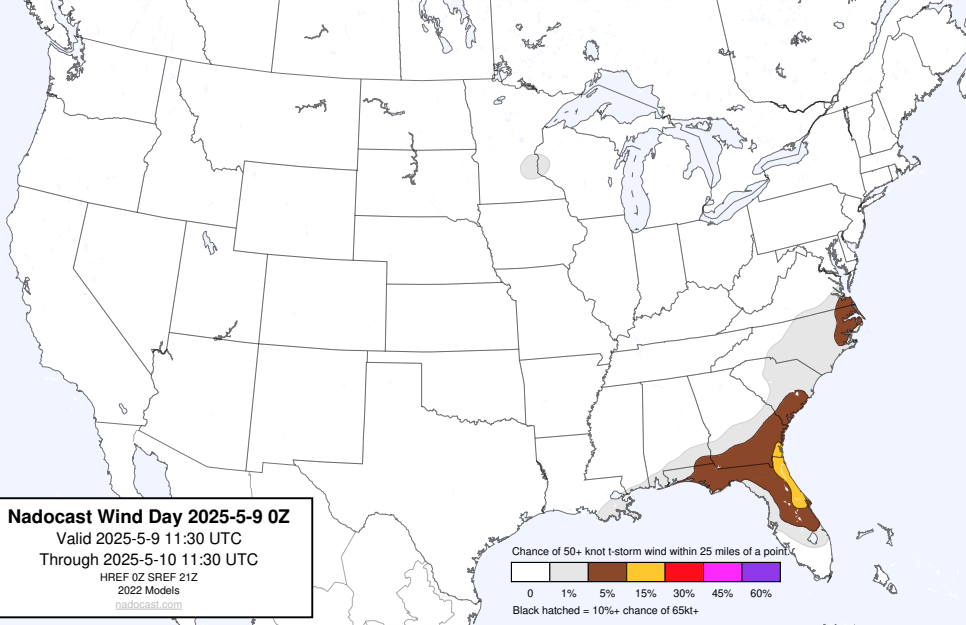 Nadocast Wind Day 2025-5-9 0Z
Valid 2025-5-9 11:30 UTC
Through 2025-5-10 11:30 UTC
HREF 0Z SREF 21Z
2022 Models
nadocast.com
Chance of 50+ knot t-storm wind within 25 miles of a point.
0 1% 5% 15% 30% 45% 60%
Black hatched = 10%+ chance of 65kt+